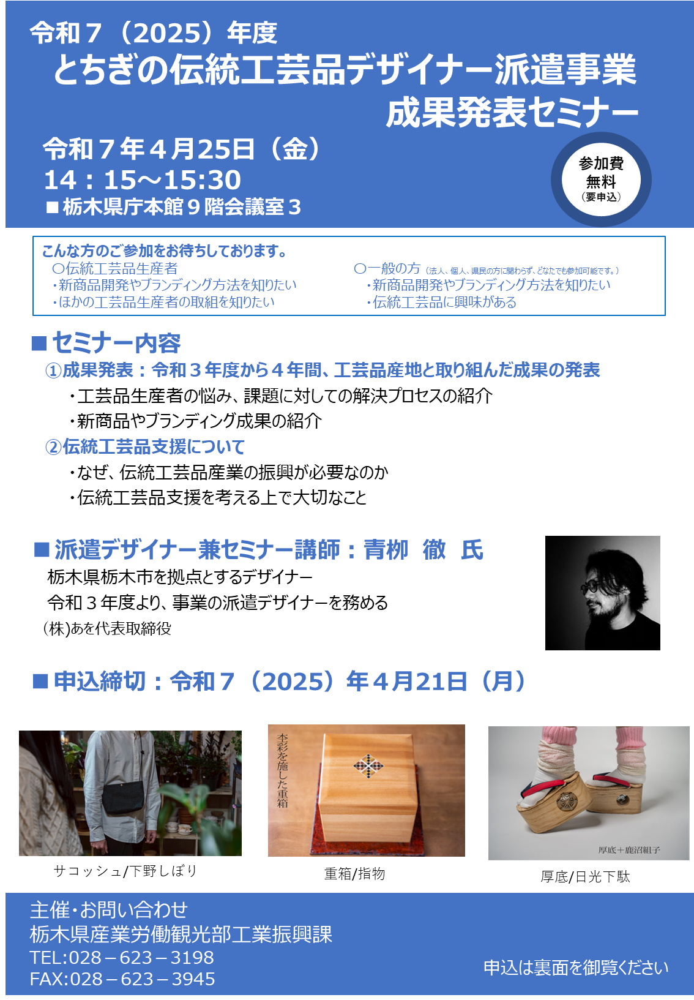 令和７（2025）年度
とちぎの伝統工芸品デザイナー派遣事業
成果発表セミナー
令和７年４月25日（金）
14：15～15:30
■栃木県庁本館９階会議室３
参加費
無料
（要申込）
こんな方のご参加をお待ちしております。
○伝統工芸品生産者
・新商品開発やブランディング方法を知りたい
・ほかの工芸品生産者の取組を知りたい
○一般の方（法人、個人、県民の方に関わらず、どなたでも参加可能です。）
・新商品開発やブランディング方法を知りたい
・伝統工芸品に興味がある
■セミナー内容
①成果発表：令和３年度から４年間、工芸品産地と取り組んだ成果の発表
・工芸品生産者の悩み、課題に対しての解決プロセスの紹介
・新商品やブランディング成果の紹介
②伝統工芸品支援について
・なぜ、伝統工芸品産業の振興が必要なのか
・伝統工芸品支援を考える上で大切なこと
■派遣デザイナー兼セミナー講師：青栁　徹　氏
栃木県栃木市を拠点とするデザイナー
令和３年度より、事業の派遣デザイナーを務める
（株)あを代表取締役
■申込締切：令和７（2025）年４月21日（月）
杢彩を施した重箱
厚底＋鹿沼組子
サコッシュ/下野しぼり
重箱/指物
厚底/日光下駄
主催・お問い合わせ
栃木県産業労働観光部工業振興課
TEL:028－623－3198
FAX:028－623－3945
申込は裏面を御覧ください